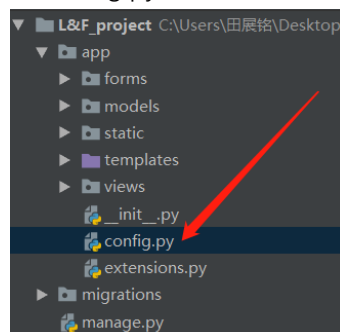 L&F_project C:\Users\田展铭\Desktop
app
forms
models
static
templates
views
__init__.py
config.py
extensions.py
migrations
manage.py